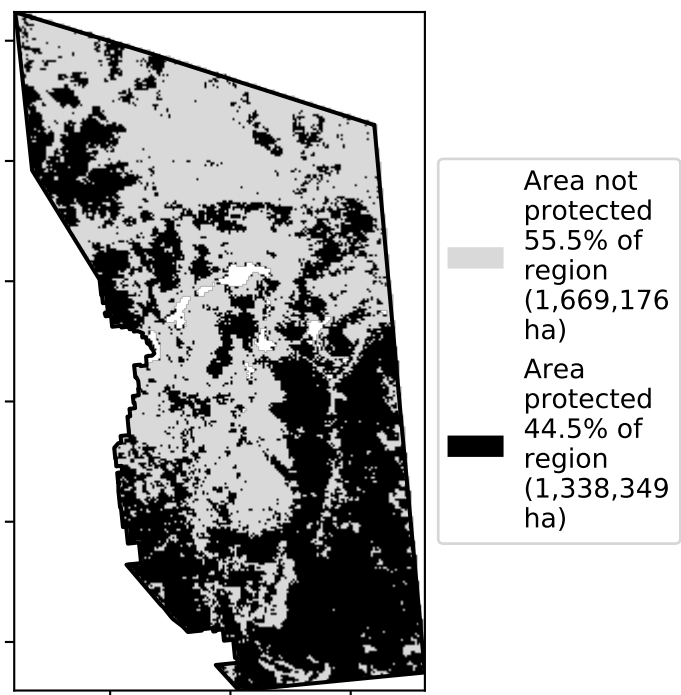 Area not
protected
55.5% of
region
(1,669,176
ha)
Area
protected
44.5% of
region
(1,338,349
ha)